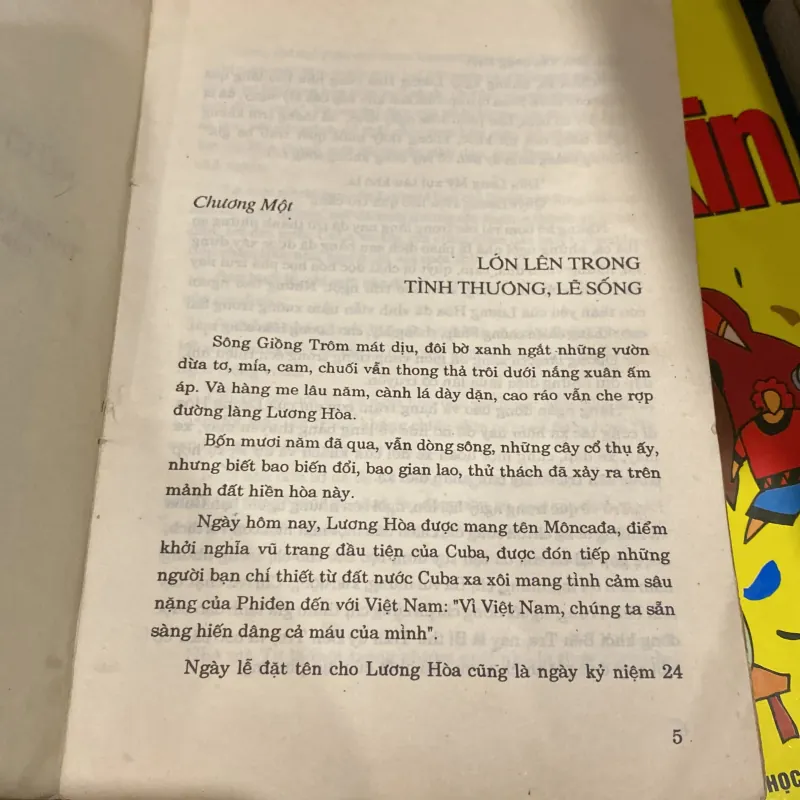 Chương Một
LỚN LÊN TRONG
TÌNH THƯƠNG, LẼ SỐNG
Sông Giồng Trôm mát dịu, đôi bờ xanh ngắt những vườn
dừa tơ, mía, cam, chuối vẫn thong thả trôi dưới nắng xuân ấm
áp. Và hàng me lâu năm, cành lá dày dặn, cao ráo vẫn che rợp
đường làng Lương Hòa.
Bốn mươi năm đã qua, vẫn dòng sông, những cây cổ thụ ấy,
nhưng biết bao biến đổi, bao gian lao, thử thách đã xảy ra trên
mảnh đất hiền hòa này.
Ngày hôm nay, Lương Hòa được mang tên Môncađa, điểm
khởi nghĩa vũ trang đầu tiện của Cuba, được đón tiếp những
người bạn chí thiết từ đất nước Cuba xa xôi mang tình cảm sâu
nặng của Phiđen đến với Việt Nam: "Vì Việt Nam, chúng ta sẵn
sàng hiến dâng cả máu của mình".
Ngày lễ đặt tên cho Lương Hòa cũng là ngày kỷ niệm 24
5
HỌC